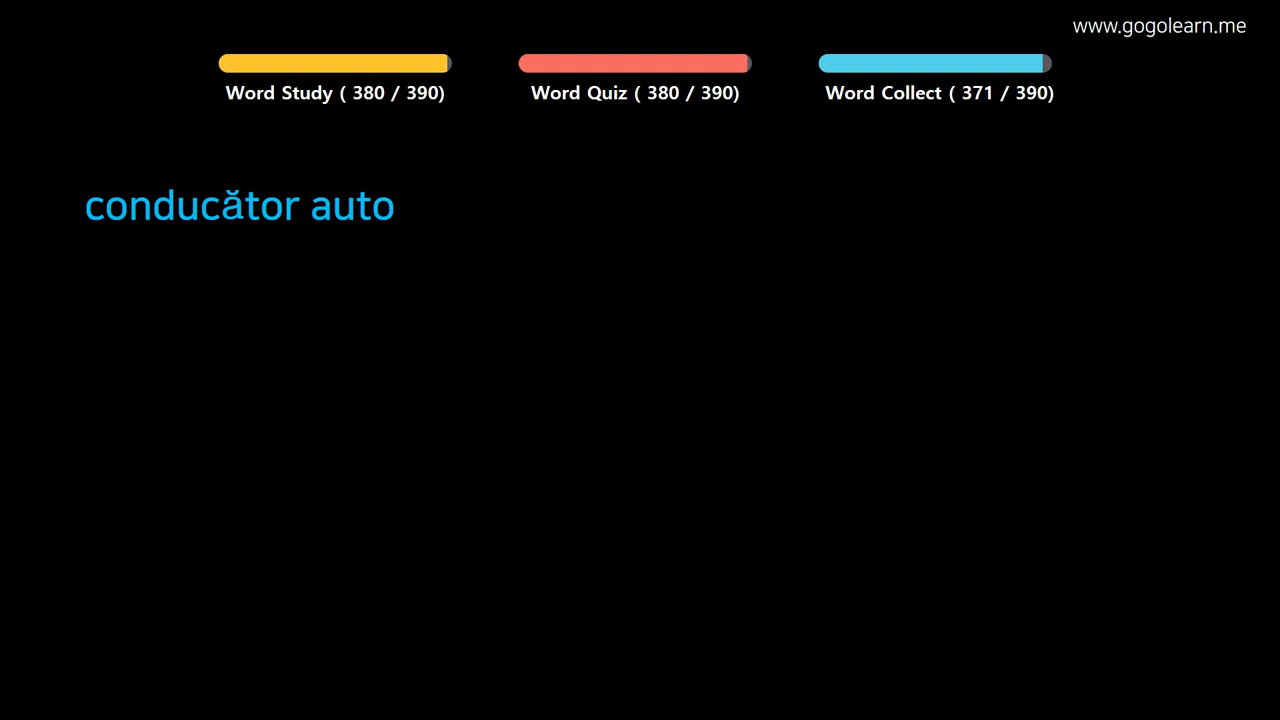 www.gogolearn.me
Word Study ( 380 / 390)
Word Quiz ( 380 / 390)
Word Collect ( 371 / 390)
conducător auto